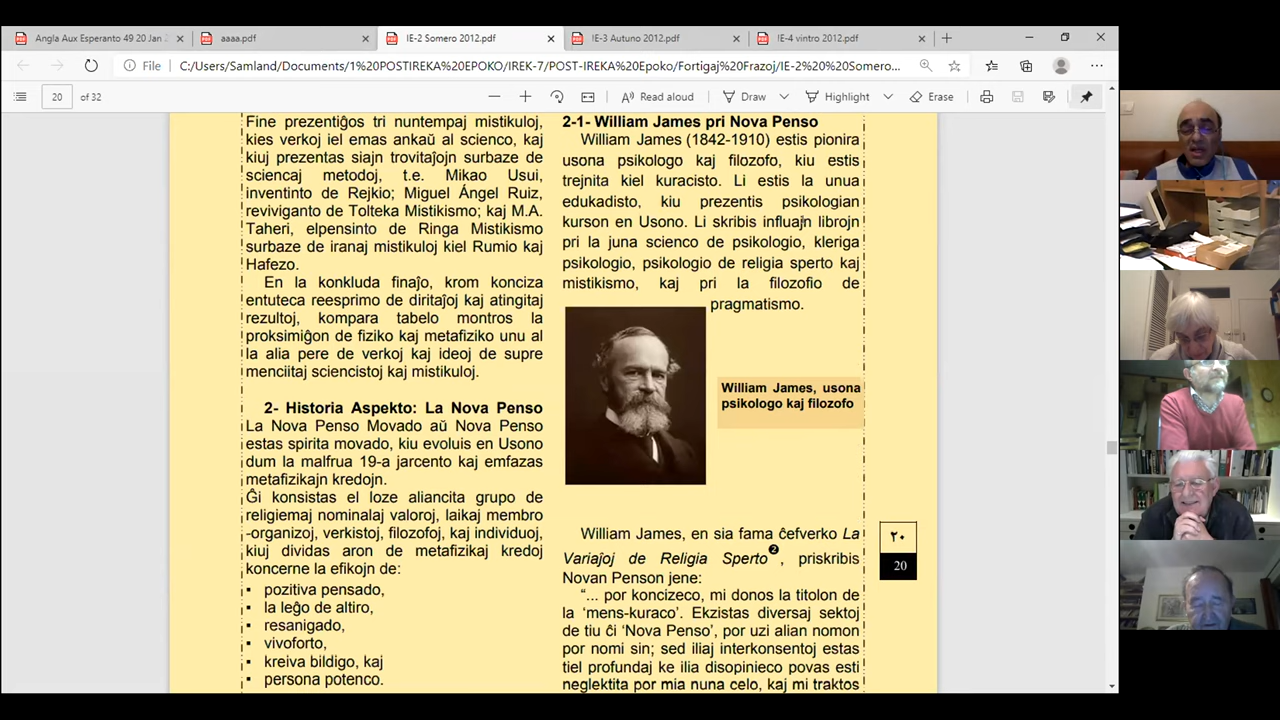 Angla Aux Esperanto 49 20 Jan 2
aaaa.pdf
!E-2 Somero 2012.pdf
!E-3 Autuno 2012.pdf
!E-4 vintro 2012.pdf
File
C:/Users/Samland/Documents/1%20POSTIREKA%20EPOKO/IREK-7/POST-IREKA%20Epoko/Fortigaj%20Frazoj/IE-2%20%20Somero...
20
of 32
Read aloud
Draw
Highlight
Erase
Fine prezentiĝos tri nuntempaj mistikuloj,
kies verkoj iel emas ankaŭ al scienco, kaj
kiuj prezentas siajn trovitaĵojn surbaze de
sciencaj metodoj, t.e. Mikao Usui,
inventinto de Rejkio; Miguel Ángel Ruiz,
reviviganto de Tolteka Mistikismo; kaj M.A.
Taheri, elpensinto de Ringa Mistikismo
surbaze de iranaj mistikuloj kiel Rumio kaj
Hafezo.
En la konkluda finaĵo, krom konciza
entuteca reesprimo de diritaĵoj kaj atingitaj
rezultoj, kompara tabelo montros la
proksimiĝon de fiziko kaj metafiziko unu al
la alia pere de verkoj kaj ideoj de supre
menciitaj sciencistoj kaj mistikuloj.
2- Historia Aspekto: La Nova Penso
La Nova Penso Movado aŭ Nova Penso
estas spirita movado, kiu evoluis en Usono
dum la malfrua 19-a jarcento kaj emfazas
metafizikajn kredojn.
Ĝi konsistas el loze aliancita grupo de
religiemaj nominalaj valoroj, laikaj membro
-organizoj, verkistoj, filozofoj, kaj individuoj,
kiuj dividas aron de metafizikaj kredoj
koncerne la efikojn de:
▪ pozitiva pensado,
▪ la leĝo de altiro,
▪ resanigado,
▪ vivoforto,
▪ kreiva bildigo, kaj
▪ persona potenco.
2-1- William James pri Nova Penso
William James (1842-1910) estis pionira
usona psikologo kaj filozofo, kiu estis
trejnita kiel kuracisto. Li estis la unua
edukadisto, kiu prezentis psikologian
kurson en Usono. Li skribis influajn librojn
pri la juna scienco de psikologio, kleriga
psikologio, psikologio de religia sperto kaj
mistikismo, kaj pri la filozofio de
pragmatismo.
William James, usona
psikologo kaj filozofo
William James, en sia fama ĉefverko La
Variaĵoj de Religia Sperto❷, priskribis
Novan Penson jene:
“... por koncizeco, mi donos la titolon de
la ‘mens-kuraco’. Ekzistas diversaj sektoj
de tiu ĉi ‘Nova Penso’, por uzi alian nomon
por nomi sin; sed iliaj interkonsentoj estas
tiel profundaj ke ilia disopinieco povas esti
neglektita por mia nuna celo, kaj mi traktos
٢٠
20